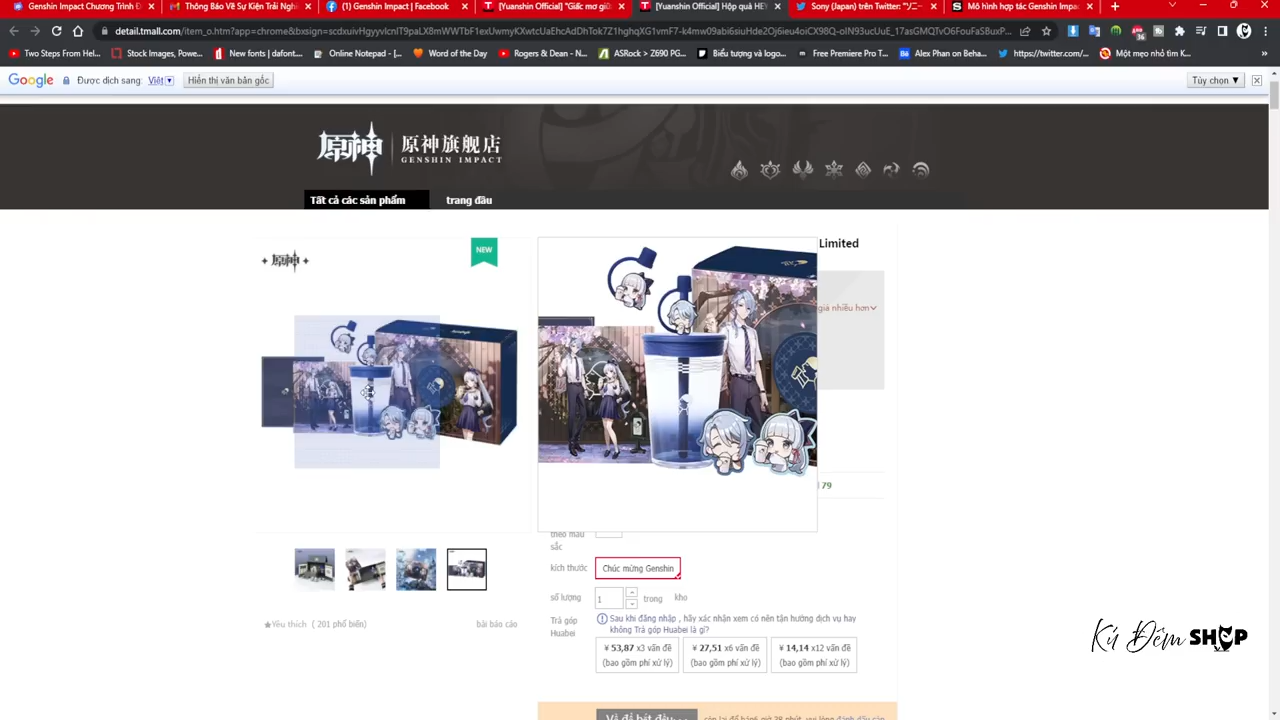 Genshin Impact Chương Trình Đ
Thông Báo Về Sự Kiện Trải Nghi
(1) Genshin Impact | Facebook
[Yuanshin Official] "Giấc mơ giữ
[Yuanshin Official] Hộp quà HEY
Sony (Japan) trên Twitter: "ソニ
Mô hình hợp tác Genshin Impa
detail.tmall.com/item_o.htm?app=chrome&bxsign=
Two Steps From Hel...
Stock Images, Powe...
New fonts | dafont...
Online Notepad - [...
Word of the Day
Rogers & Dean - N...
ASRock > Z690 PG...
Biểu tượng và logo...
Free Premiere Pro T...
Alex Phan on Beha...
https://twitter.com/...
Một mẹo nhỏ tìm K...
Google
Được dịch sang:
Việt
Hiển thị văn bản gốc
Tùy chọn ▼
原神
原神旗舰店
GENSHIN IMPACT
Tất cả các sản phẩm
trang đầu
原神
NEW
Limited
giá nhiều hơn
79
theo màu
sắc
kích thước
Chúc mừng Genshin
số lượng
1
trong
kho
Trả góp
Huabei
Sau khi đăng nhập , hãy xác nhận xem có nên tận hưởng dịch vụ hay
không Trả góp Huabei là gì?
¥ 53,87 x3 vấn đề
(bao gồm phí xử lý)
¥ 27,51 x6 vấn đề
(bao gồm phí xử lý)
¥ 14,14 x12 vấn đề
(bao gồm phí xử lý)
★Yêu thích ( 201 phổ biến)
bài báo cáo
Kú Đêm SHOP